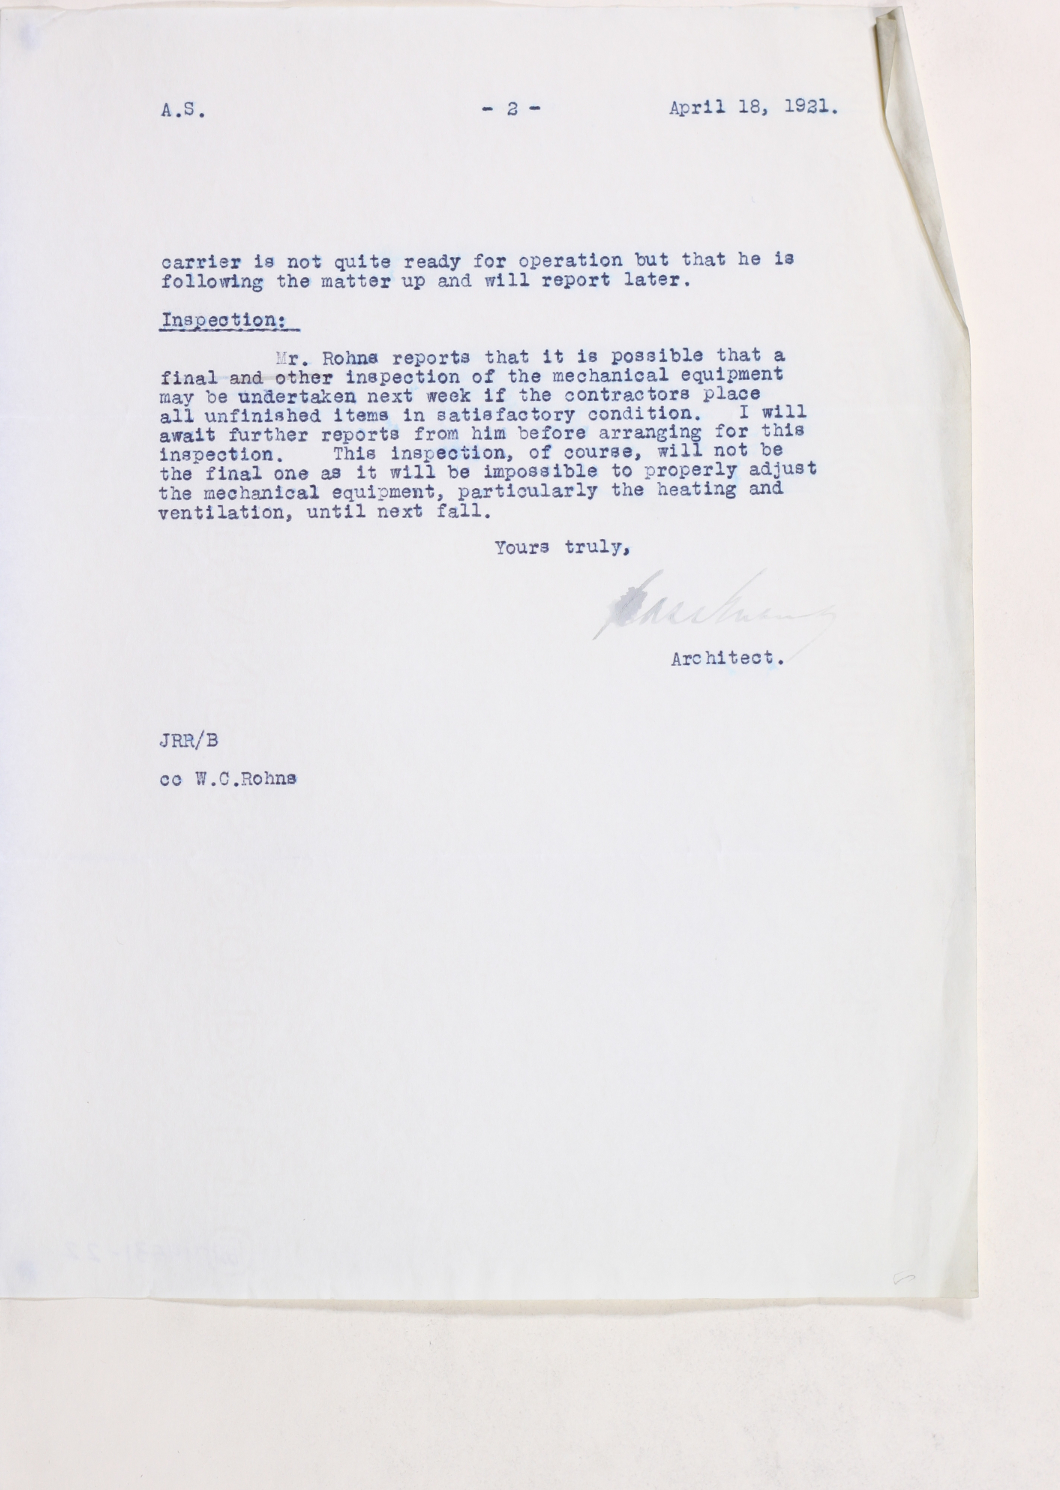 A.S. - 2 - April 18, 1921.
carrier is not quite ready for operation but that he is
following the matter up and will report later.
Inspection:
Mr. Rohns reports that it is possible that a
final and other inspection of the mechanical equipment
may be undertaken next week if the contractors place
all unfinished items in satisfactory condition. I will
await further reports from him before arranging for this
inspection. This inspection, of course, will not be
the final one as it will be impossible to properly adjust
the mechanical equipment, particularly the heating and
ventilation, until next fall.
Yours truly,
Architect.
JRR/B
cc W.C.Rohns